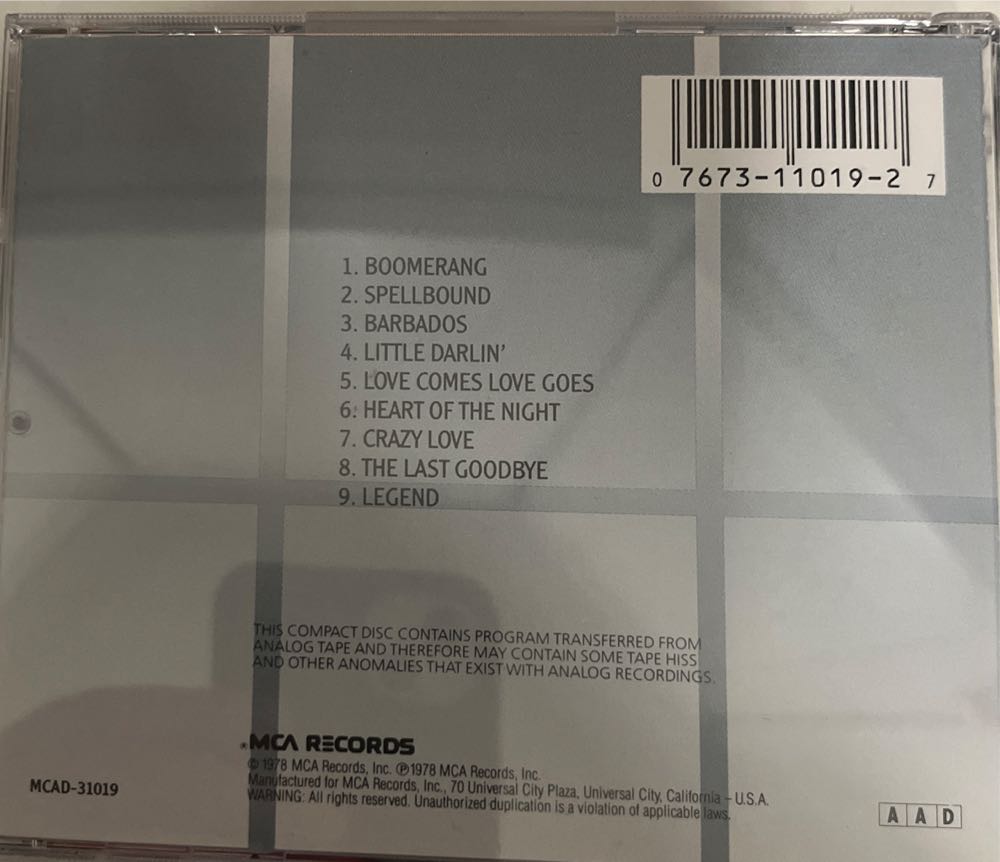 0 7673-11019-2 7
1. BOOMERANG
2. SPELLBOUND
3. BARBADOS
4. LITTLE DARLIN'
5. LOVE COMES LOVE GOES
6. HEART OF THE NIGHT
7. CRAZY LOVE
8. THE LAST GOODBYE
9. LEGEND
THIS COMPACT DISC CONTAINS PROGRAM TRANSFERRED FROM
ANALOG TAPE AND THEREFORE MAY CONTAIN SOME TAPE HISS
AND OTHER ANOMALIES THAT EXIST WITH ANALOG RECORDINGS.
MCA RECORDS
© 1978 MCA Records, Inc. ℗1978 MCA Records, Inc.
Manufactured for MCA Records, Inc., 70 Universal City Plaza, Universal City, California – U.S.A.
WARNING: All rights reserved. Unauthorized duplication is a violation of applicable laws.
MCAD-31019
A A D